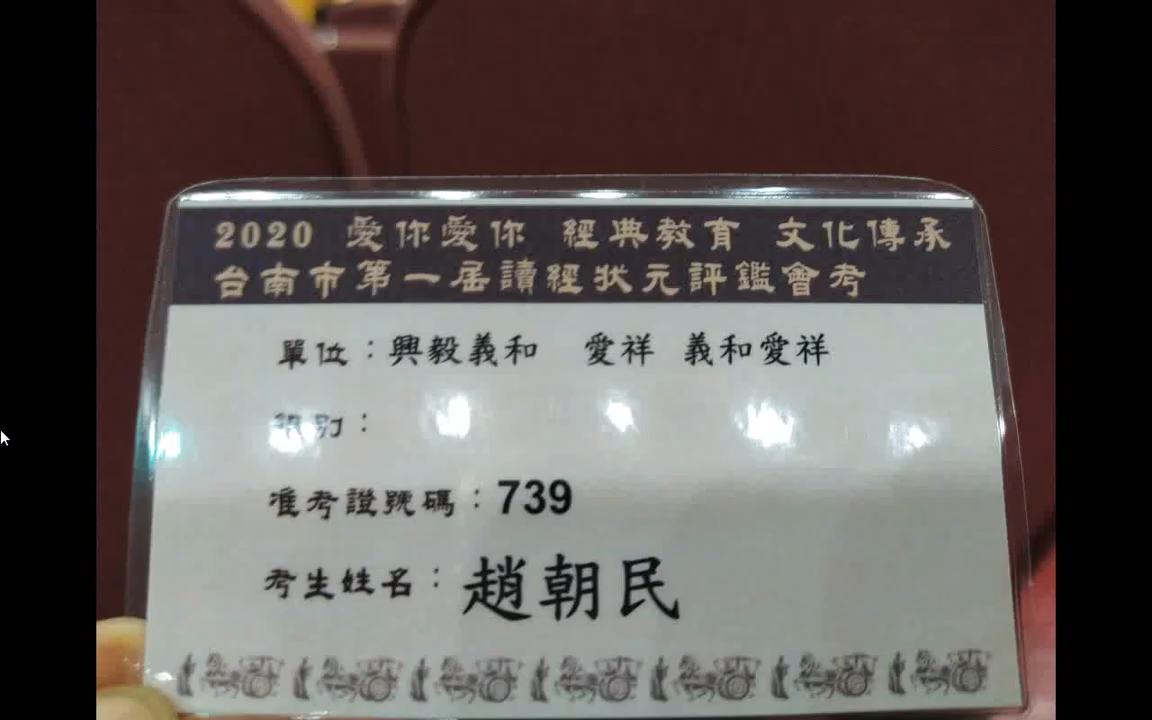 2020 愛你愛你 經典教育 文化傳承
台南市第一屆讀經狀元評鑑會考
單位：興毅義和 愛祥 義和愛祥
別：
准考證號碼：739
考生姓名：趙朝民